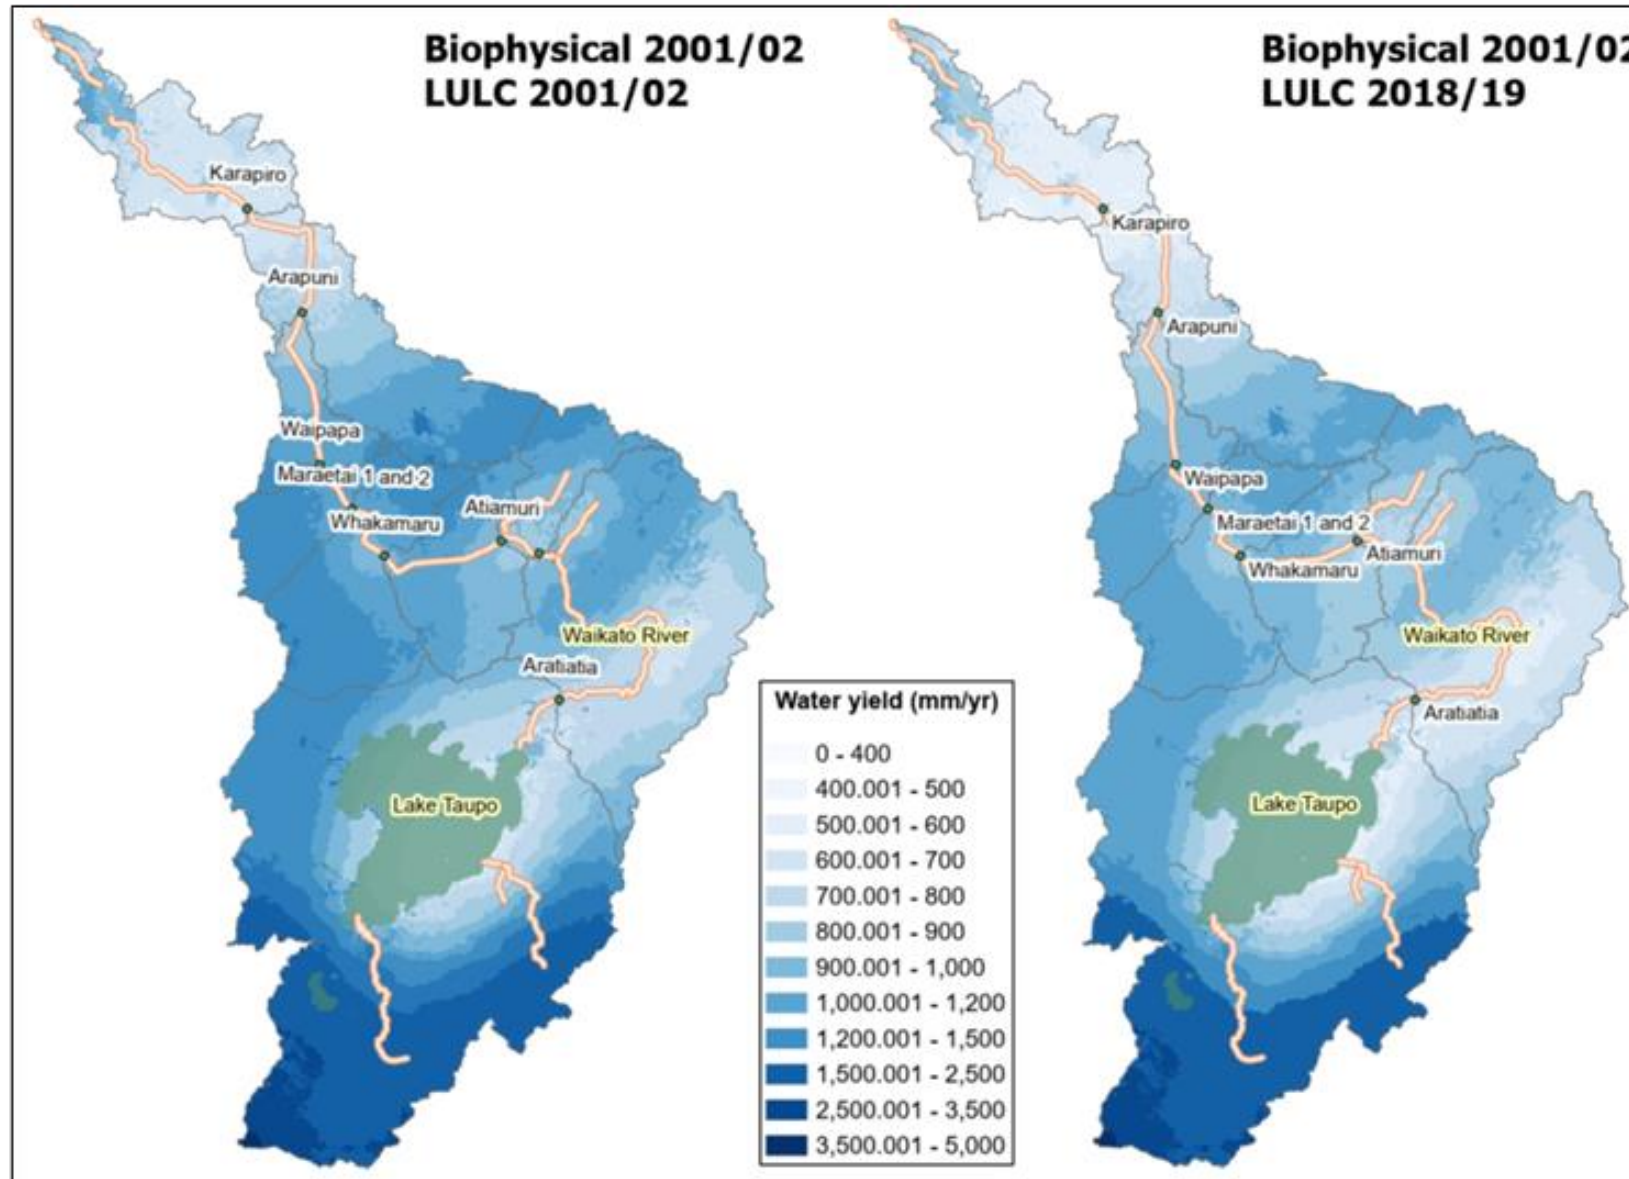 Biophysical 2001/02
LULC 2001/02
Karapiro
Arapuni
Waipapa
Maraetai 1 and 2
Whakamaru
Atiamuri
Waikato River
Aratiatia
Lake Taupo
Water yield (mm/yr)
0 - 400
400.001 - 500
500.001 - 600
600.001 - 700
700.001 - 800
800.001 - 900
900.001 - 1,000
1,000.001 - 1,200
1,200.001 - 1,500
1,500.001 - 2,500
2,500.001 - 3,500
3,500.001 - 5,000
Biophysical 2001/02
LULC 2018/19
Karapiro
Arapuni
Waipapa
Maraetai 1 and 2
Atiamuri
Whakamaru
Waikato River
Aratiatia
Lake Taupo